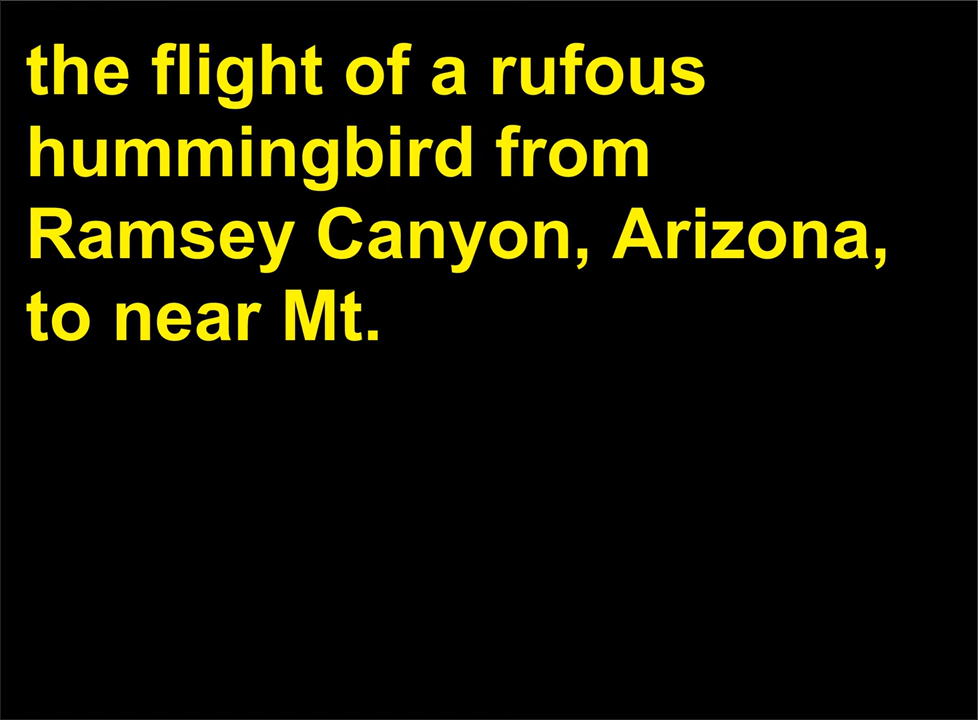 the flight of a rufous
hummingbird from
Ramsey Canyon, Arizona,
to near Mt.